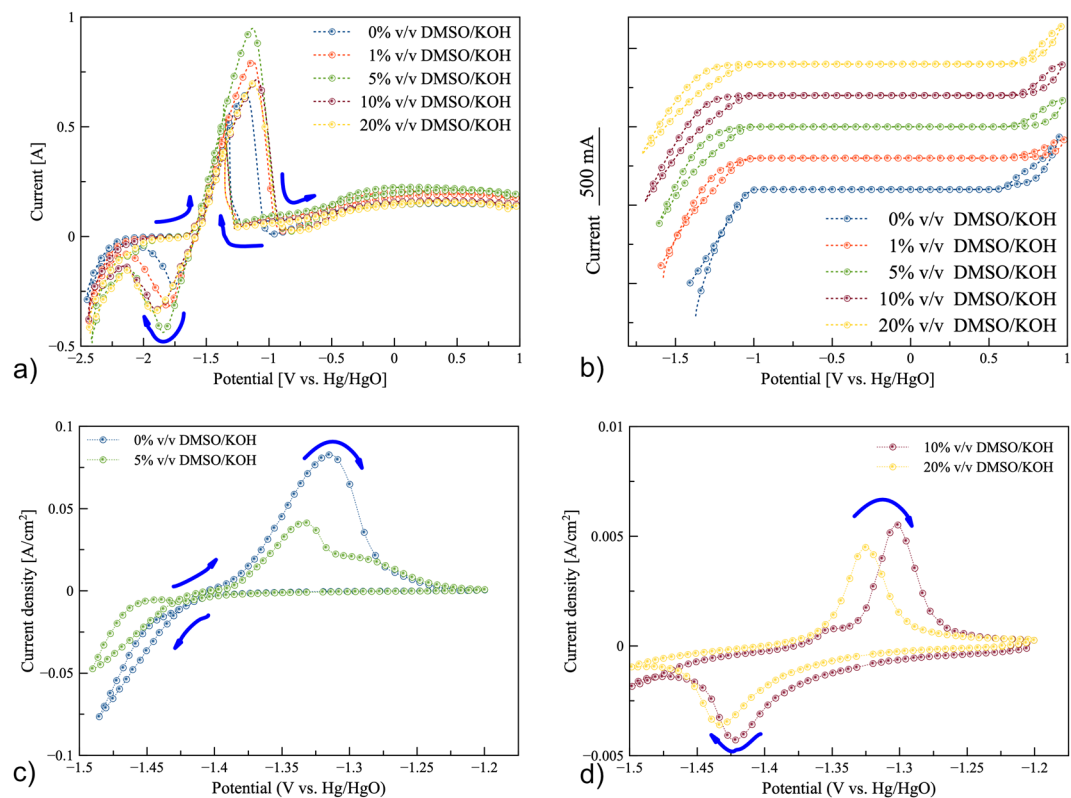 1
0.5
0
−0.5
Current [A]
0% v/v DMSO/KOH
1% v/v DMSO/KOH
5% v/v DMSO/KOH
10% v/v DMSO/KOH
20% v/v DMSO/KOH
−2.5 −2 −1.5 −1 −0.5 0 0.5 1
Potential [V vs. Hg/HgO]
a)
Current 500 mA
0% v/v DMSO/KOH
1% v/v DMSO/KOH
5% v/v DMSO/KOH
10% v/v DMSO/KOH
20% v/v DMSO/KOH
−1.5 −1 −0.5 0 0.5 1
Potential [V vs. Hg/HgO]
b)
0.1
0.05
0
−0.05
−0.1
Current density [A/cm²]
0% v/v DMSO/KOH
5% v/v DMSO/KOH
−1.5 −1.45 −1.4 −1.35 −1.3 −1.25 −1.2
Potential (V vs. Hg/HgO)
c)
0.01
0.005
0
−0.005
Current density [A/cm²]
10% v/v DMSO/KOH
20% v/v DMSO/KOH
−1.5 −1.45 −1.4 −1.35 −1.3 −1.25 −1.2
Potential (V vs. Hg/HgO)
d)